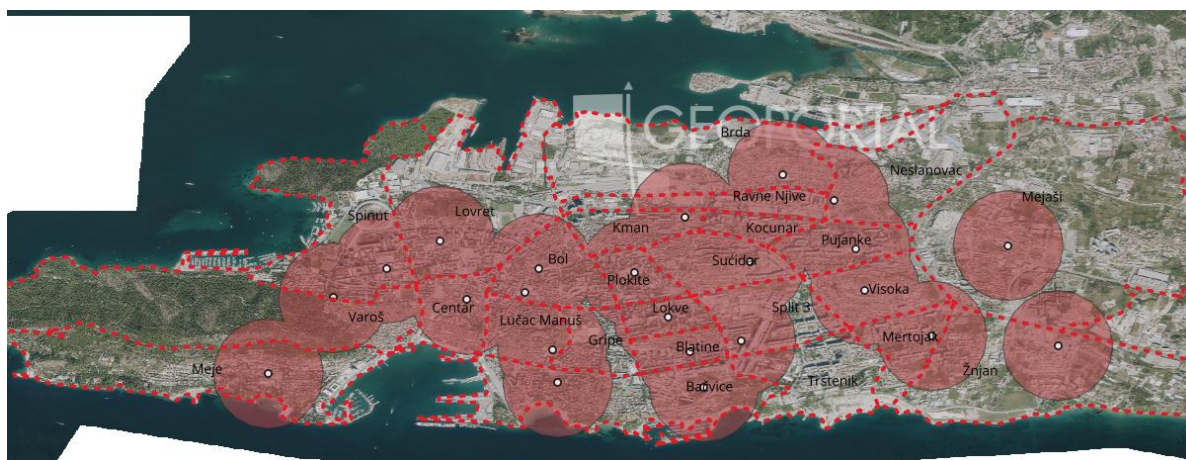 GEOPORTAL
Brda
Neslanovac
Ravne Njive
Mejaši
Spinut
Lovret
Kman
Kocunar
Pujanke
Bol
Sućidar
Plokite
Visoka
Varoš
Centar
Lučac Manuš
Lokve
Split 3
Gripe
Blatine
Mertojak
Meje
Bačvice
Trstenik
Žnjan